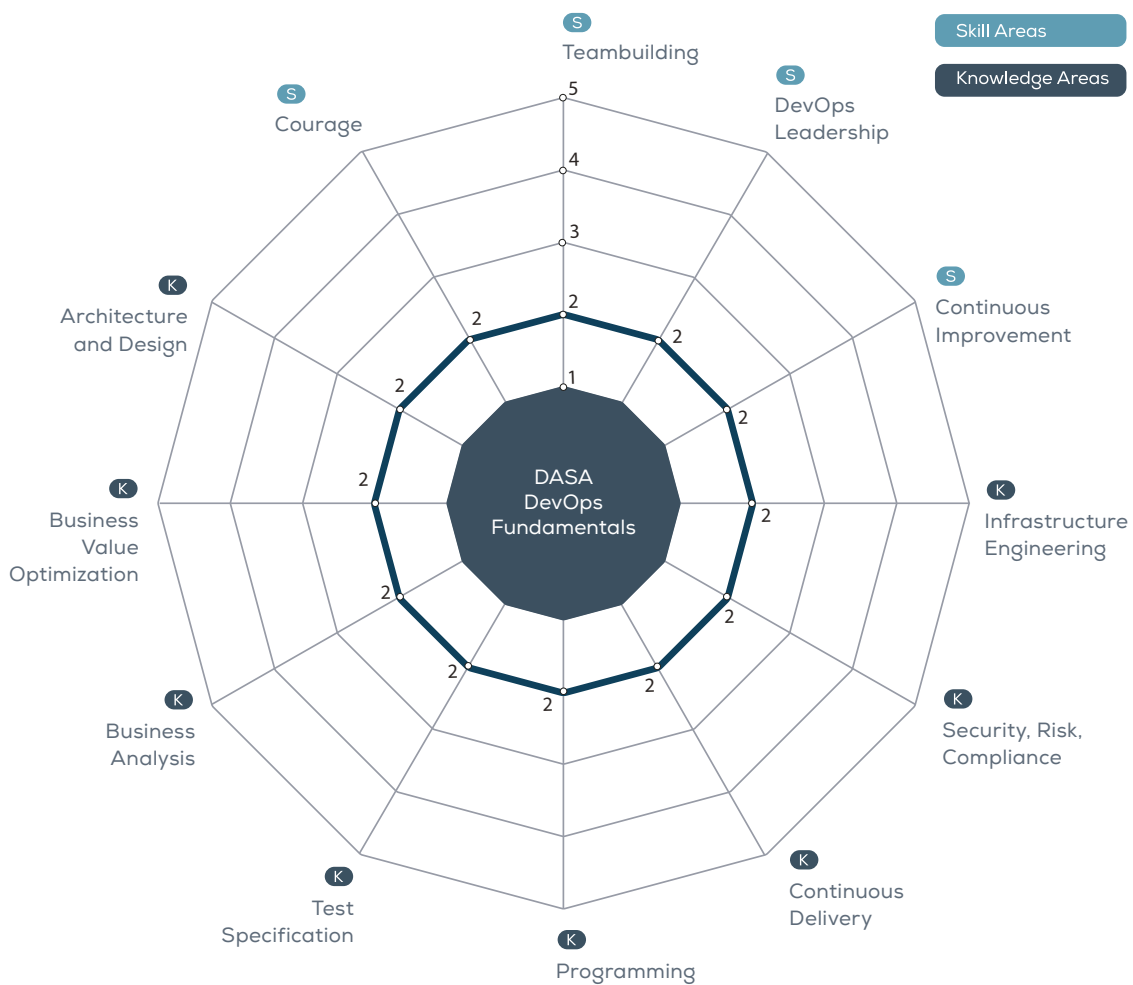 S
Teambuilding
Skill Areas
Knowledge Areas
S
DevOps
Leadership
S
Courage
5
4
3
2
1
2
2
2
2
2
2
2
2
2
2
2
K
Architecture
and Design
S
Continuous
Improvement
DASA
DevOps
Fundamentals
K
Business
Value
Optimization
K
Infrastructure
Engineering
K
Business
Analysis
K
Security, Risk,
Compliance
K
Test
Specification
K
Continuous
Delivery
K
Programming